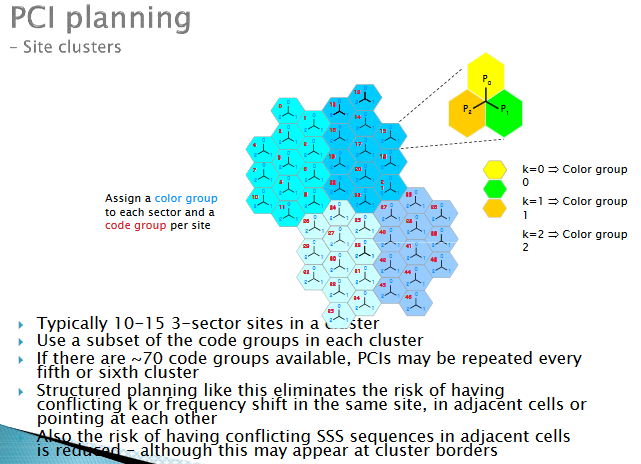 PCI planning
– Site clusters
P0
P2
P1
Assign a color group
to each sector and a
code group per site
k=0 ⇒ Color group
0
k=1 ⇒ Color group
1
k=2 ⇒ Color group
2
Typically 10-15 3-sector sites in a cluster
Use a subset of the code groups in each cluster
If there are ~70 code groups available, PCIs may be repeated every
fifth or sixth cluster
Structured planning like this eliminates the risk of having
conflicting k or frequency shift in the same site, in adjacent cells or
pointing at each other
Also the risk of having conflicting SSS sequences in adjacent cells
is reduced – although this may appear at cluster borders